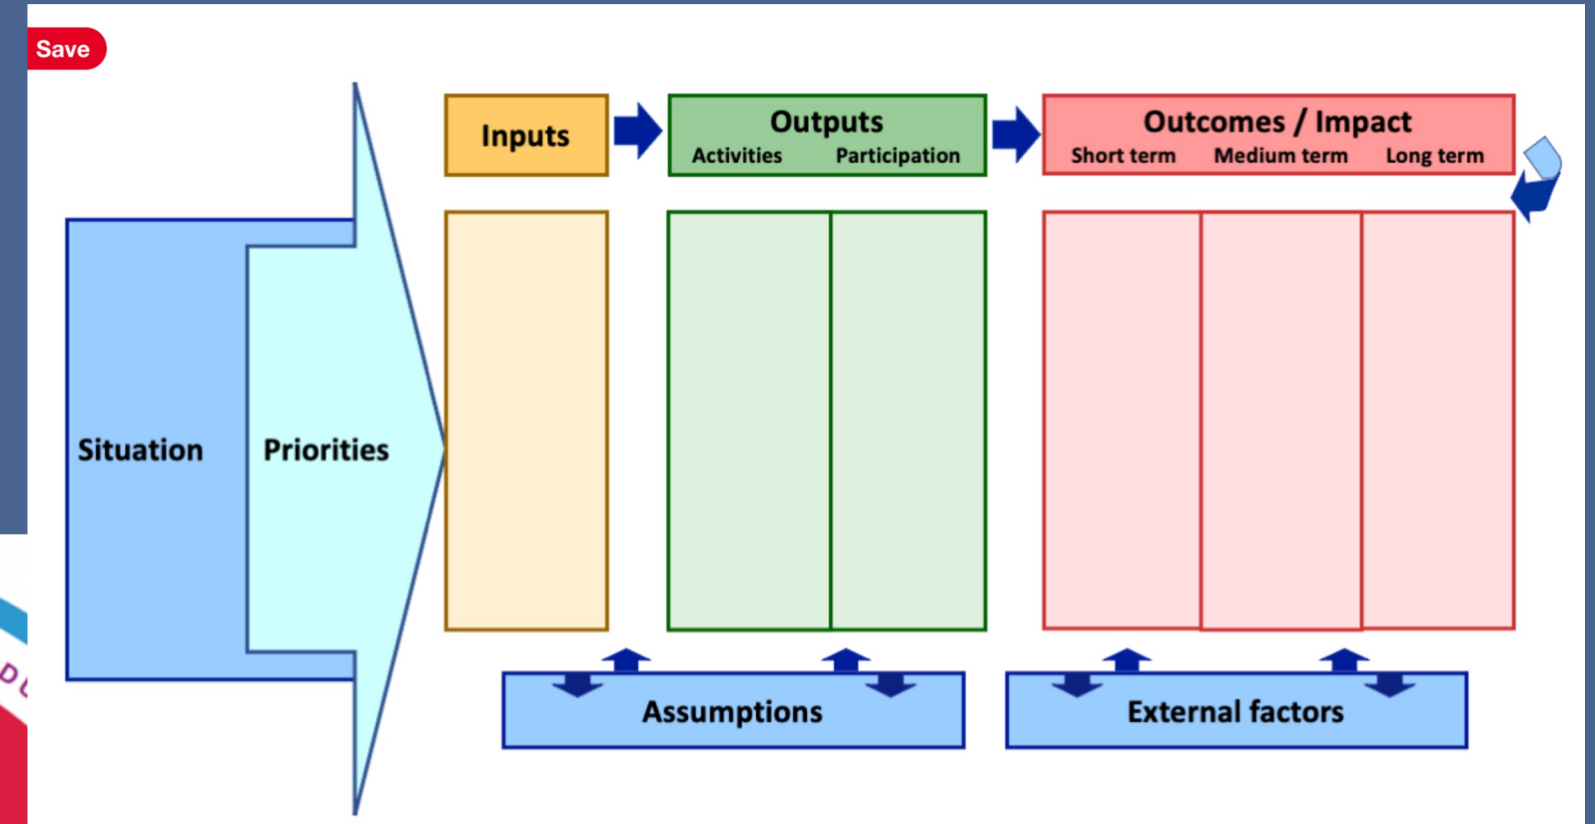 Save
Inputs
Outputs
Activities Participation
Outcomes / Impact
Short term Medium term Long term
Situation
Priorities
Assumptions
External factors